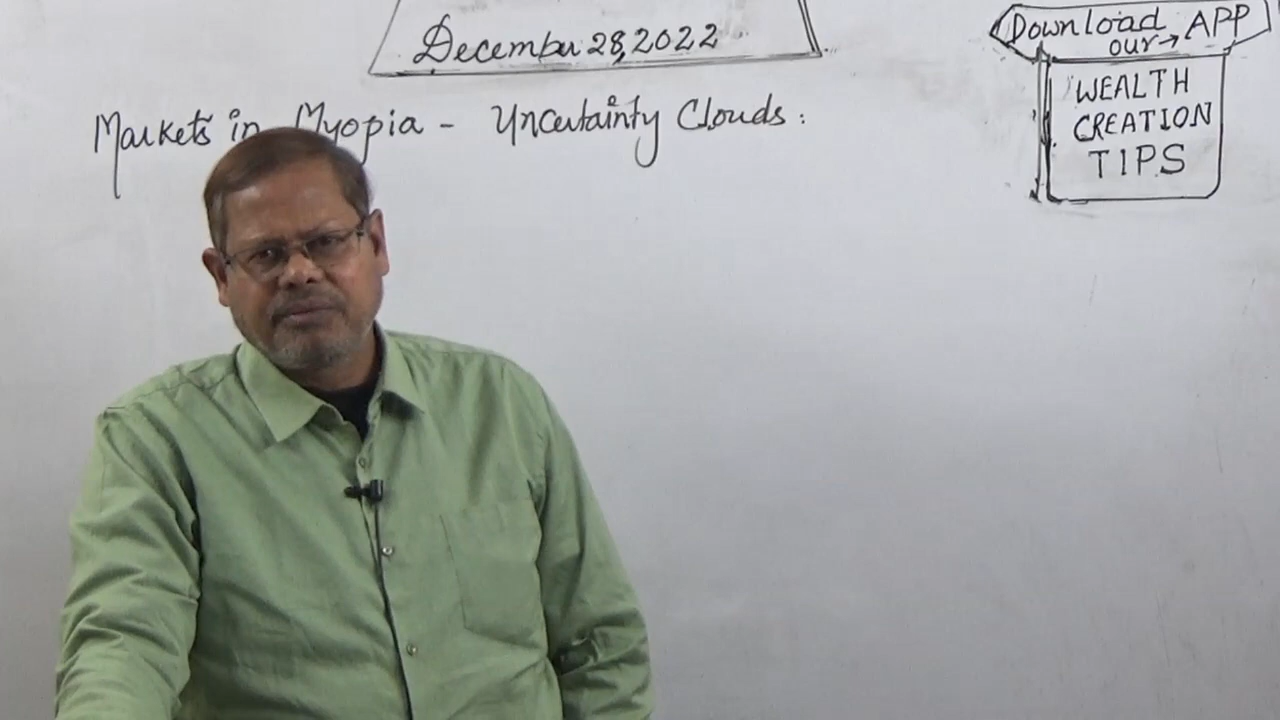 December 28, 2022
Markets in Myopia - Uncertainty Clouds:
Download
our → APP
WEALTH
CREATION
TIPS